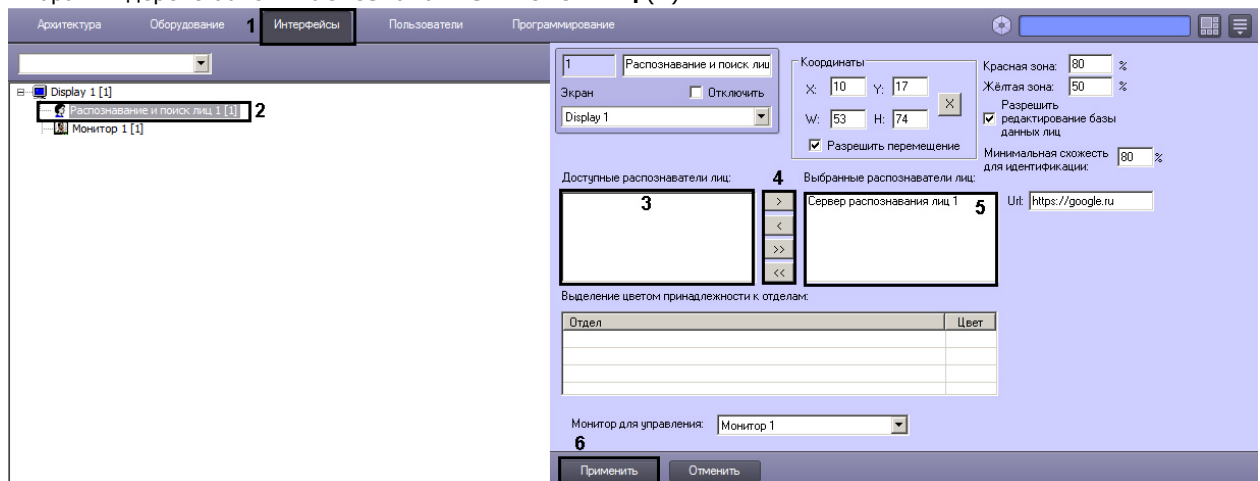 Архитектура Оборудование 1 Интерфейсы Пользователи Программирование
Display 1 [1]
Распознавание и поиск лиц 1 [1] 2
Монитор 1 [1]
1 Распознавание и поиск лиц
Экран Отключить
Display 1
Координаты
X: 10 Y: 17 X
W: 53 H: 74
Разрешить перемещение
Красная зона: 80 %
Жёлтая зона: 50 %
Разрешить
редактирование базы
данных лиц
Минимальная схожесть 80 %
для идентификации:
Доступные распознаватели лиц: 4 Выбранные распознаватели лиц:
3 > Сервер распознавания лиц 1 5 Url: https://google.ru
<
>>
<<
Выделение цветом принадлежности к отделам:
Отдел Цвет
Монитор для управления: Монитор 1
6
Применить Отменить